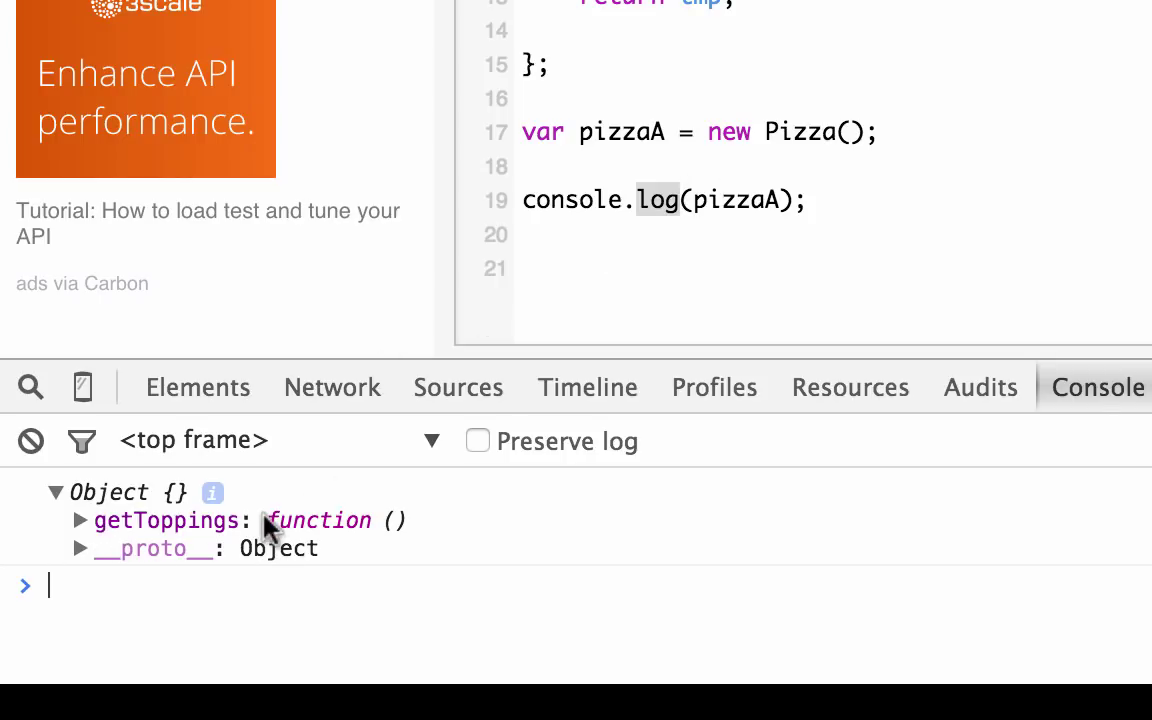 3scale
Enhance API
performance.
Tutorial: How to load test and tune your
API
ads via Carbon
13 return cmp;
14
15 };
16
17 var pizzaA = new Pizza();
18
19 console.log(pizzaA);
20
21
Elements Network Sources Timeline Profiles Resources Audits Console
<top frame> ▼ Preserve log
▼ Object {} i
▶ getToppings: function ()
▶ __proto__: Object
>